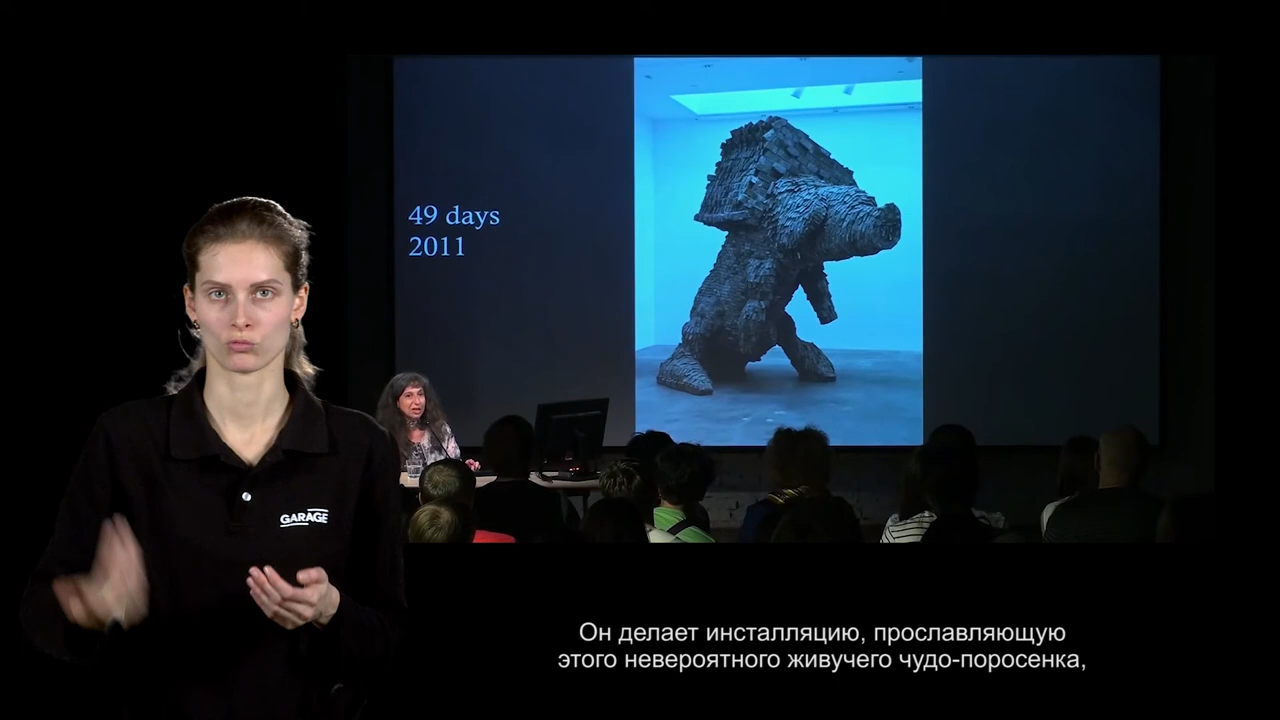 49 days
2011
GARAGE
Он делает инсталляцию, прославляющую
этого невероятного живучего чудо-поросенка,